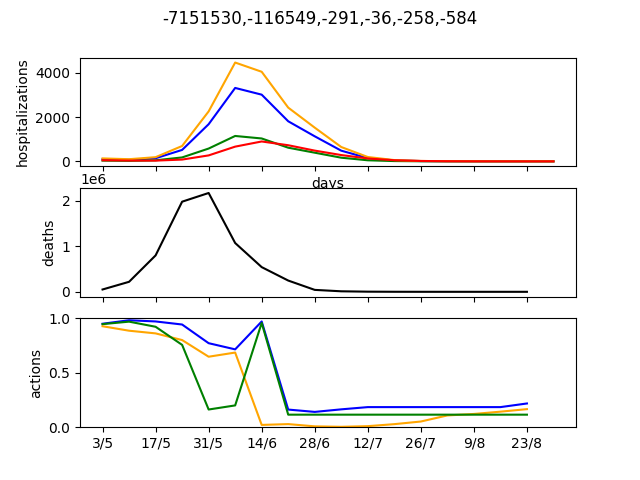 -7151530,-116549,-291,-36,-258,-584
hospitalizations
4000
2000
0
days
1e6
deaths
2
1
0
actions
1.0
0.5
0.0
3/5 17/5 31/5 14/6 28/6 12/7 26/7 9/8 23/8